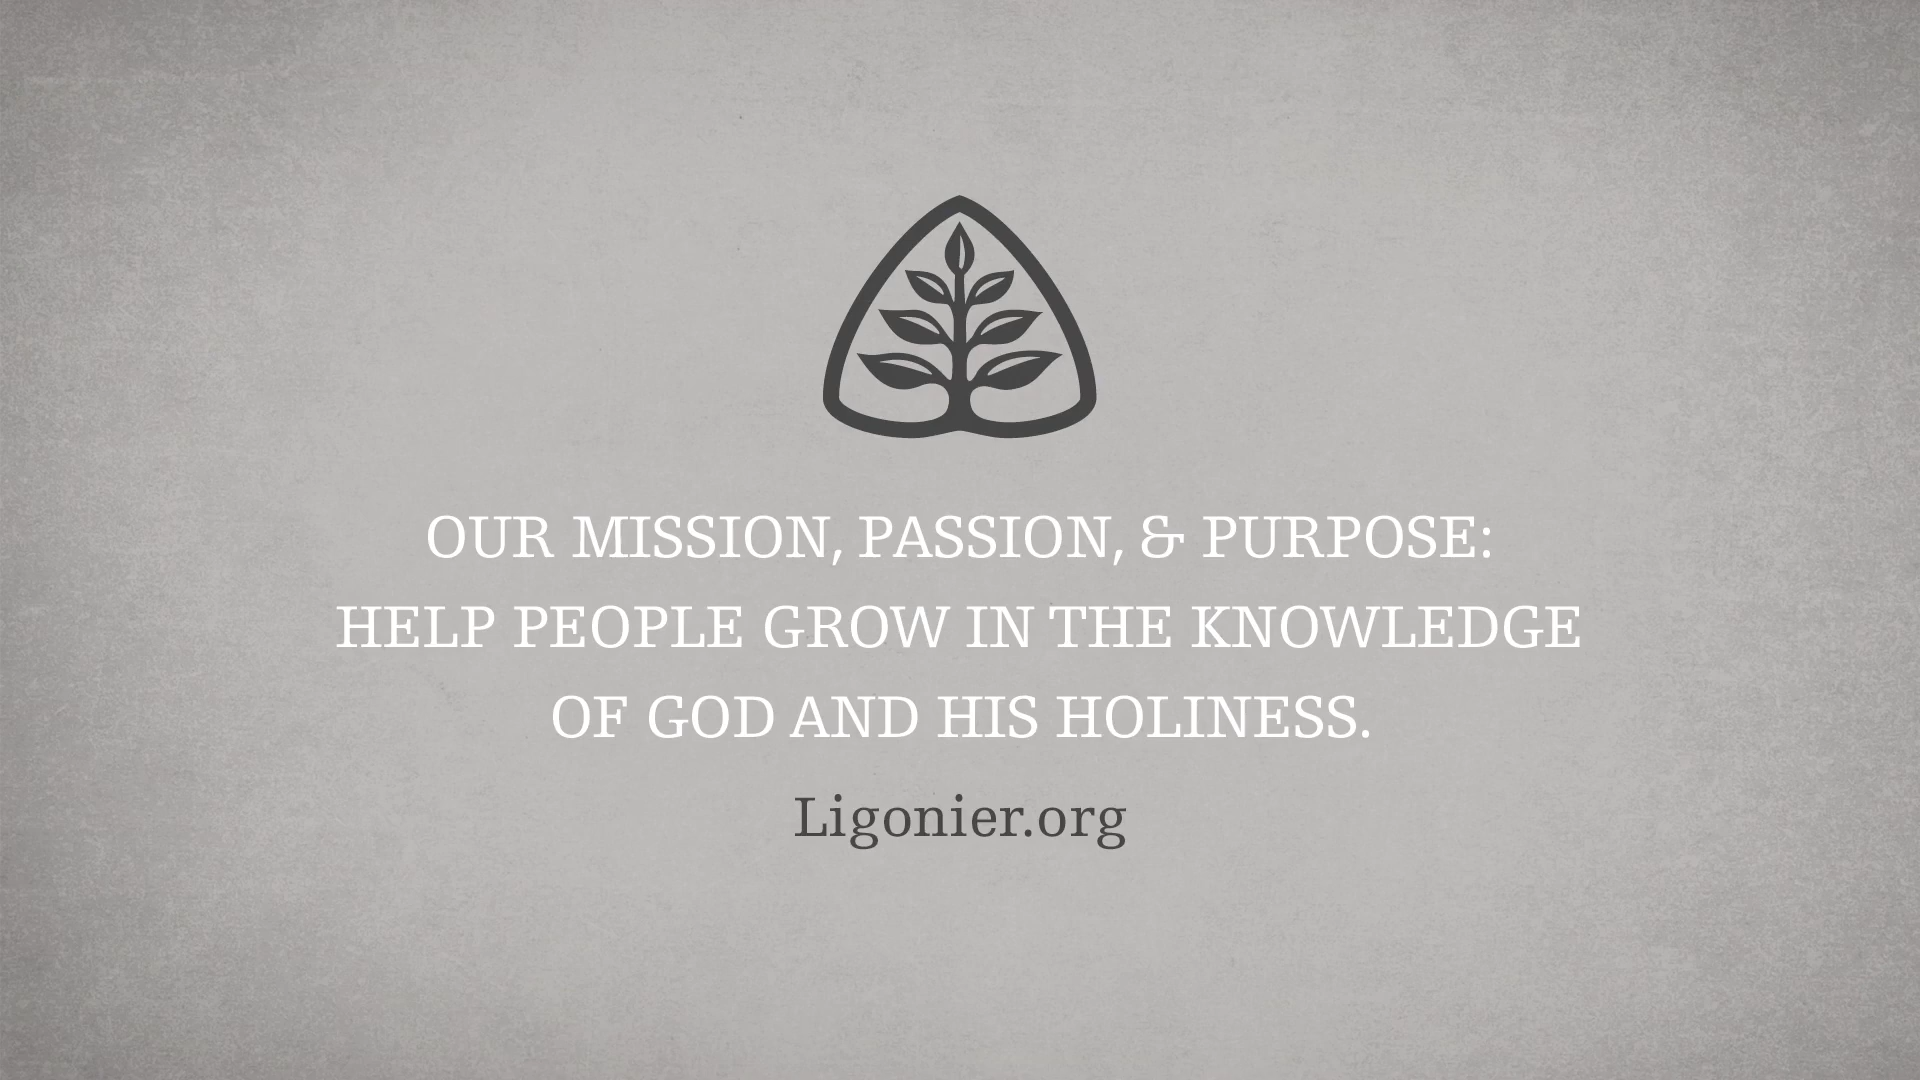 OUR MISSION, PASSION, & PURPOSE:
HELP PEOPLE GROW IN THE KNOWLEDGE
OF GOD AND HIS HOLINESS.
Ligonier.org